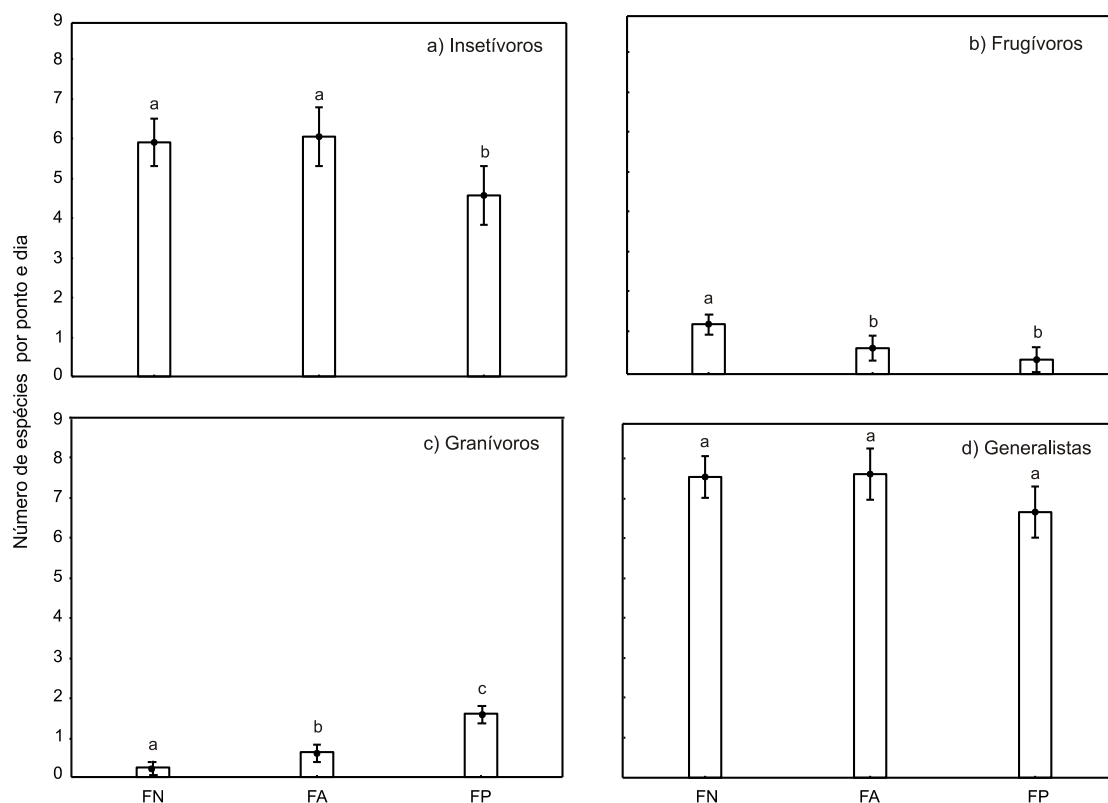 Número de espécies por ponto e dia
a) Insetívoros
9
8
7
6
5
4
3
2
1
0
a
a
b
b) Frugívoros
a
b
b
c) Granívoros
9
8
7
6
5
4
3
2
1
0
a
b
c
FN
FA
FP
d) Generalistas
a
a
a
FN
FA
FP